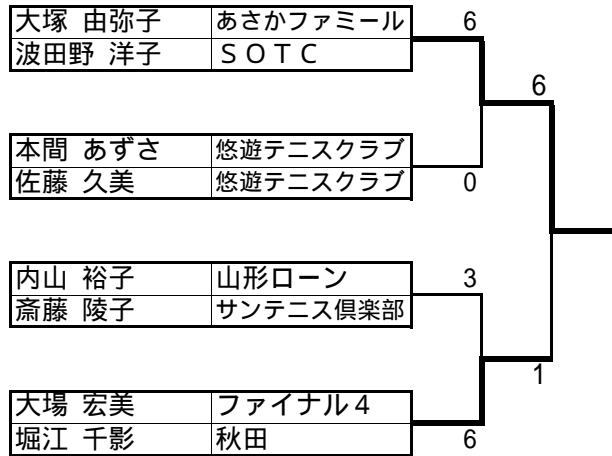 大塚 由弥子 あさかファミール 6
波田野 洋子 ＳＯＴＣ
6
本間 あずさ 悠遊テニスクラブ
佐藤 久美 悠遊テニスクラブ 0
内山 裕子 山形ローン 3
斎藤 陵子 サンテニス倶楽部
1
大場 宏美 ファイナル４
堀江 千影 秋田 6